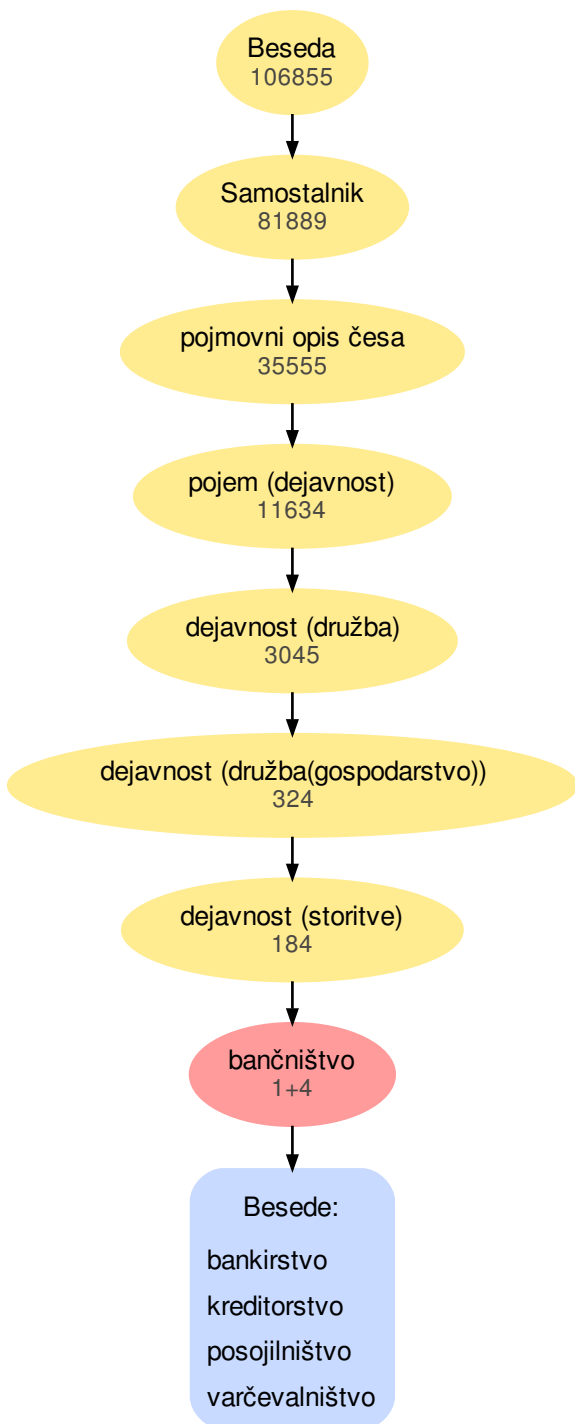 Beseda
106855
Samostalnik
81889
pojmovni opis česa
35555
pojem (dejavnost)
11634
dejavnost (družba)
3045
dejavnost (družba(gospodarstvo))
324
dejavnost (storitve)
184
bančništvo
1+4
Besede:
bankirstvo
kreditorstvo
posojilništvo
varčevalništvo